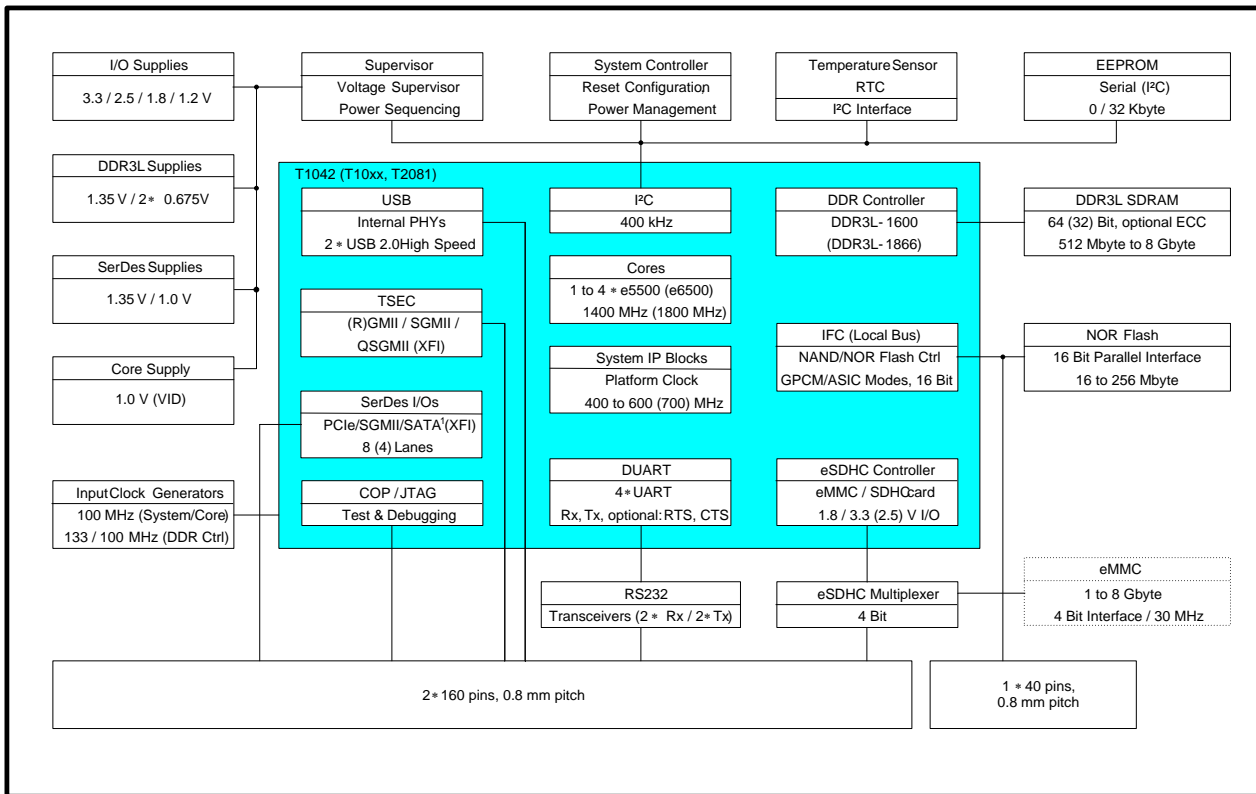 I/O Supplies
3.3 / 2.5 / 1.8 / 1.2 V
Supervisor
Voltage Supervisor
Power Sequencing
System Controller
Reset Configuration,
Power Management
Temperature Sensor
RTC
I²C Interface
EEPROM
Serial (I²C)
0 / 32 Kbyte
DDR3L Supplies
1.35 V / 2* 0.675V
SerDes Supplies
1.35 V / 1.0 V
Core Supply
1.0 V (VID)
Input Clock Generators
100 MHz (System/Core)
133 / 100 MHz (DDR Ctrl)
T1042 (T10xx, T2081)
USB
Internal PHYs
2* USB 2.0 High Speed
TSEC
(R)GMII / SGMII /
QSGMII (XFI)
SerDes I/Os
PCIe/SGMII/SATA¹(XFI)
8 (4) Lanes
COP / JTAG
Test & Debugging
I²C
400 kHz
Cores
1 to 4 * e5500 (e6500)
1400 MHz (1800 MHz)
System IP Blocks
Platform Clock
400 to 600 (700) MHz
DUART
4* UART
Rx, Tx, optional: RTS, CTS
DDR Controller
DDR3L- 1600
(DDR3L- 1866)
IFC (Local Bus)
NAND/NOR Flash Ctrl
GPCM/ASIC Modes, 16 Bit
eSDHC Controller
eMMC / SDHC card
1.8 / 3.3 (2.5) V I/O
DDR3L SDRAM
64 (32) Bit, optional ECC
512 Mbyte to 8 Gbyte
NOR Flash
16 Bit Parallel Interface
16 to 256 Mbyte
RS232
Transceivers (2* Rx / 2* Tx)
eSDHC Multiplexer
4 Bit
eMMC
1 to 8 Gbyte
4 Bit Interface / 30 MHz
2* 160 pins, 0.8 mm pitch
1 * 40 pins,
0.8 mm pitch